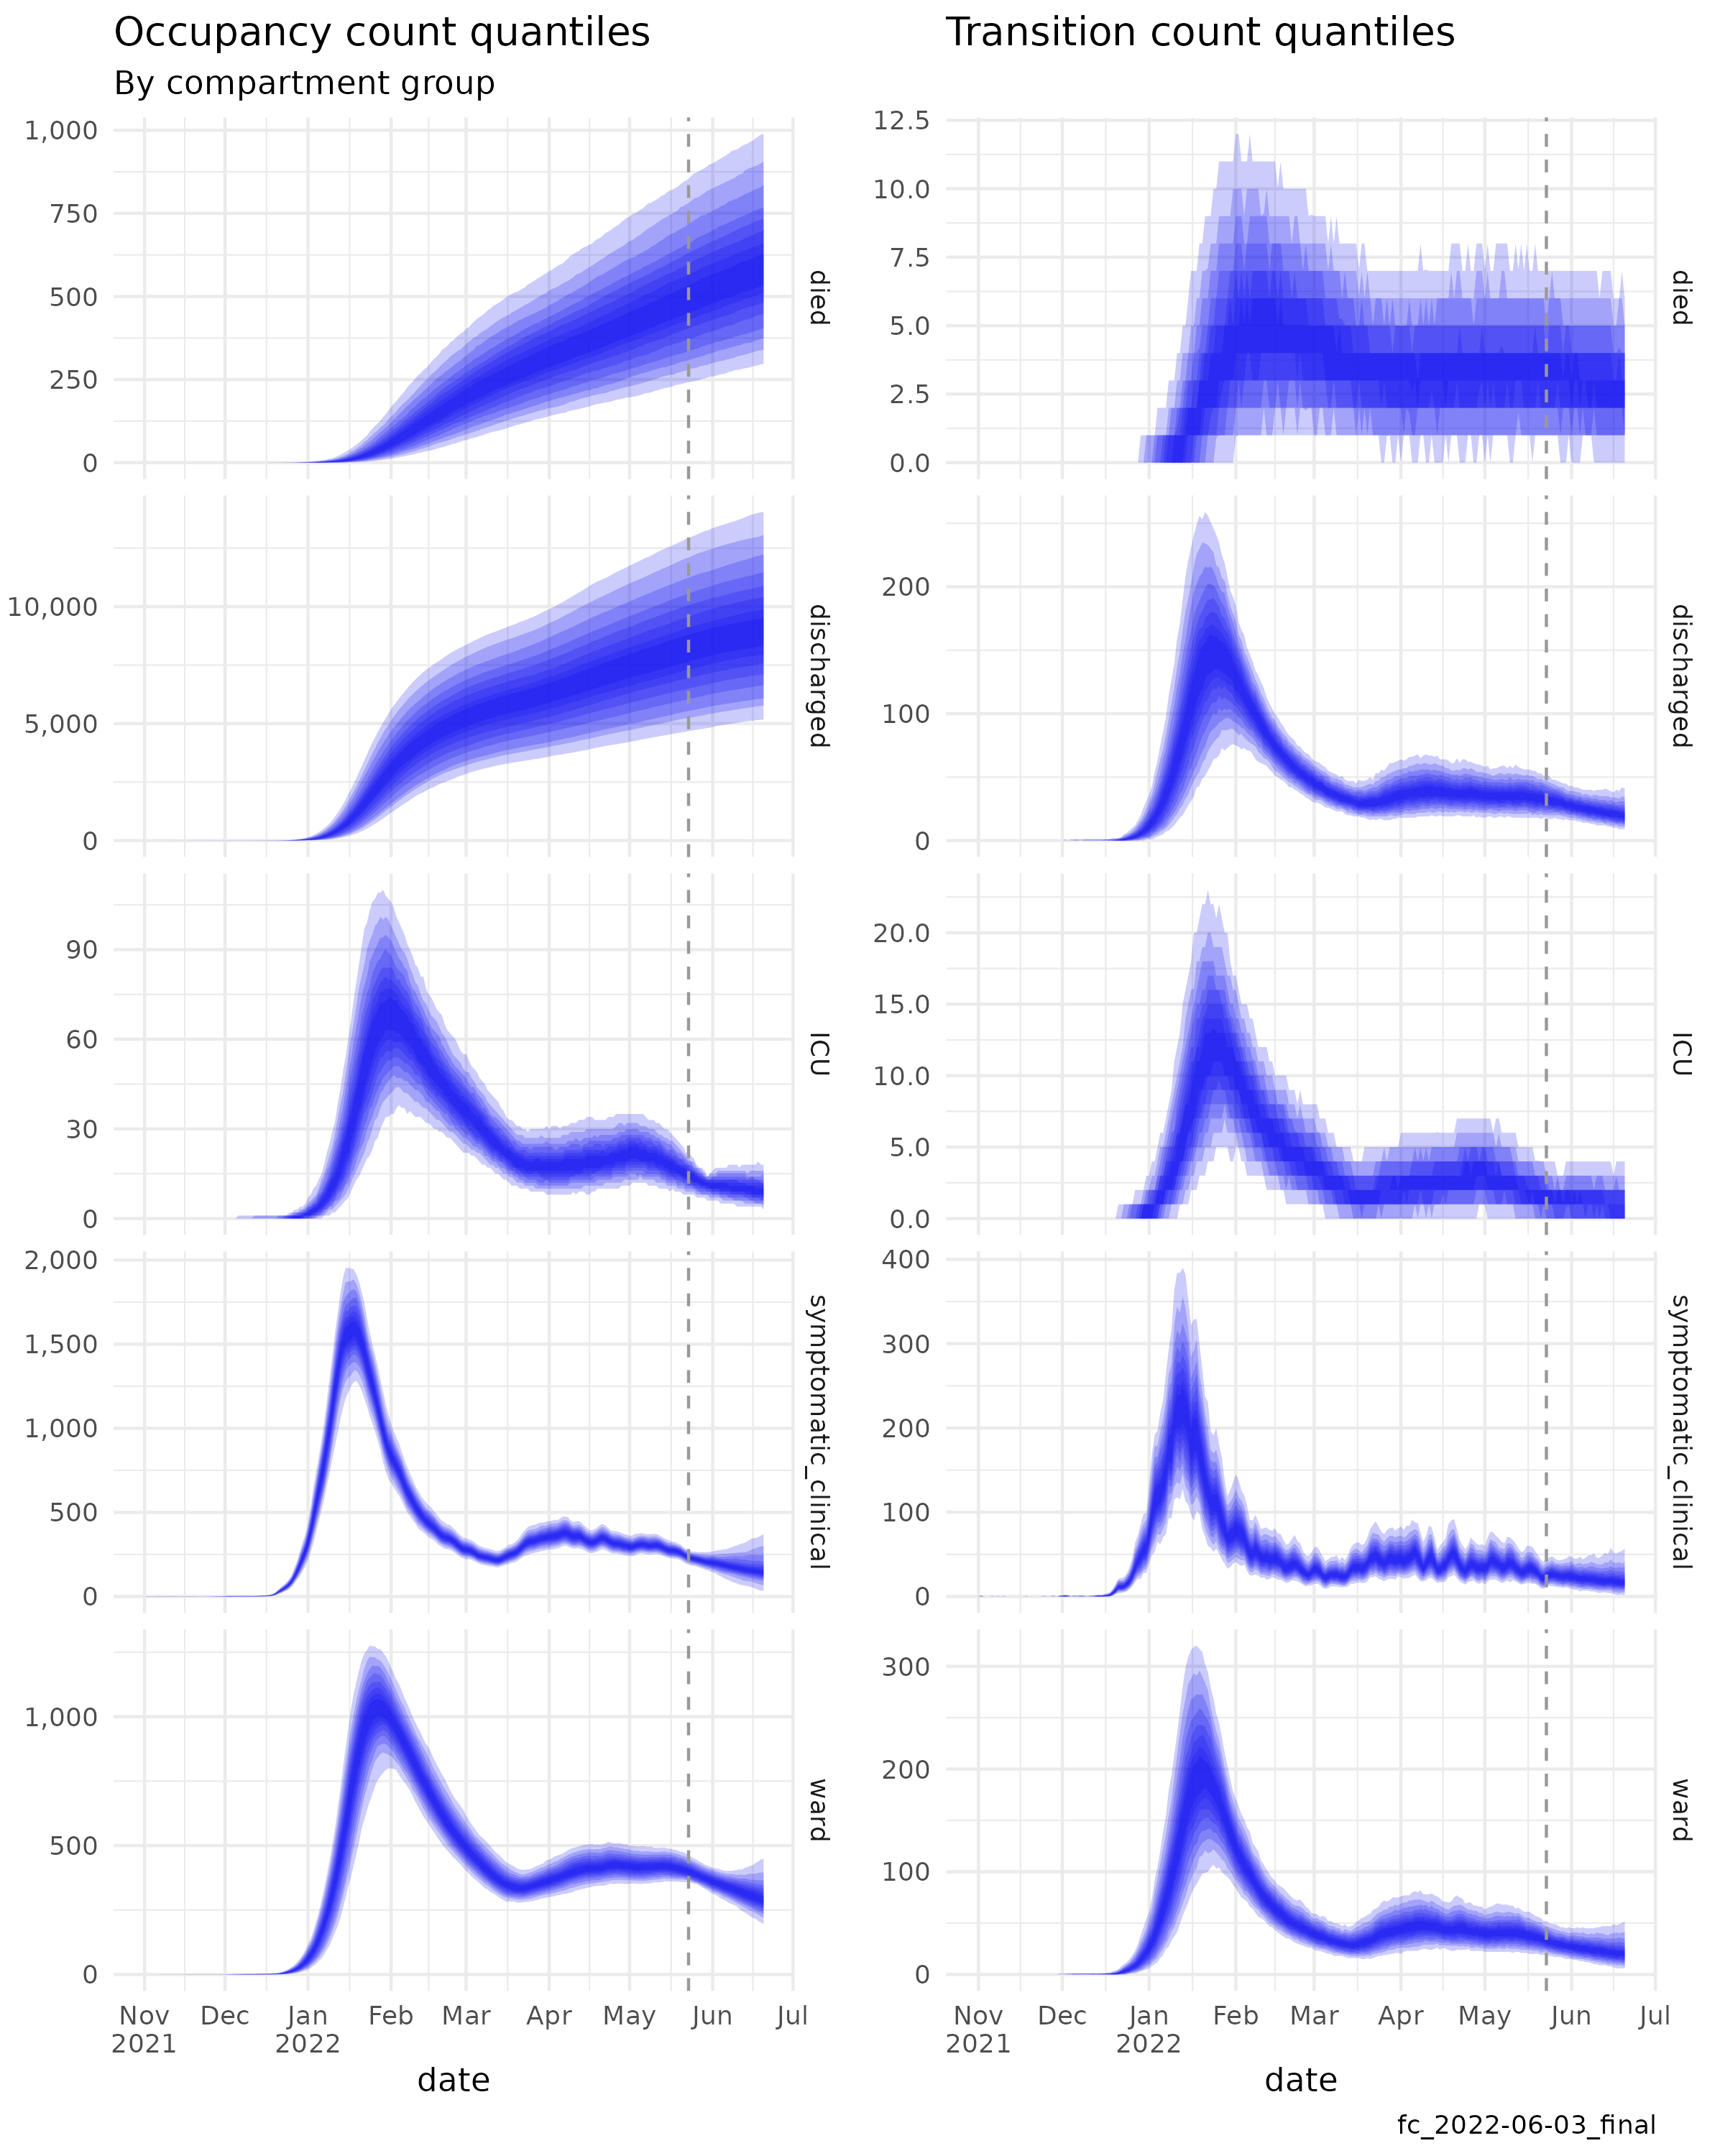 Occupancy count quantiles
By compartment group
1,000
750
500
250
0
died
10,000
5,000
0
discharged
90
60
30
0
ICU
2,000
1,500
1,000
500
0
symptomatic_clinical
1,000
500
0
ward
Nov Dec Jan Feb Mar Apr May Jun Jul
2021 2022
date
Transition count quantiles
12.5
10.0
7.5
5.0
2.5
0.0
died
200
100
0
discharged
20.0
15.0
10.0
5.0
0.0
ICU
400
300
200
100
0
symptomatic_clinical
300
200
100
0
ward
Nov Dec Jan Feb Mar Apr May Jun Jul
2021 2022
date
fc_2022-06-03_final